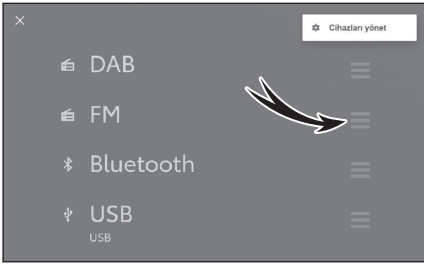 Cihazları yönet
DAB
FM
Bluetooth
USB
USB